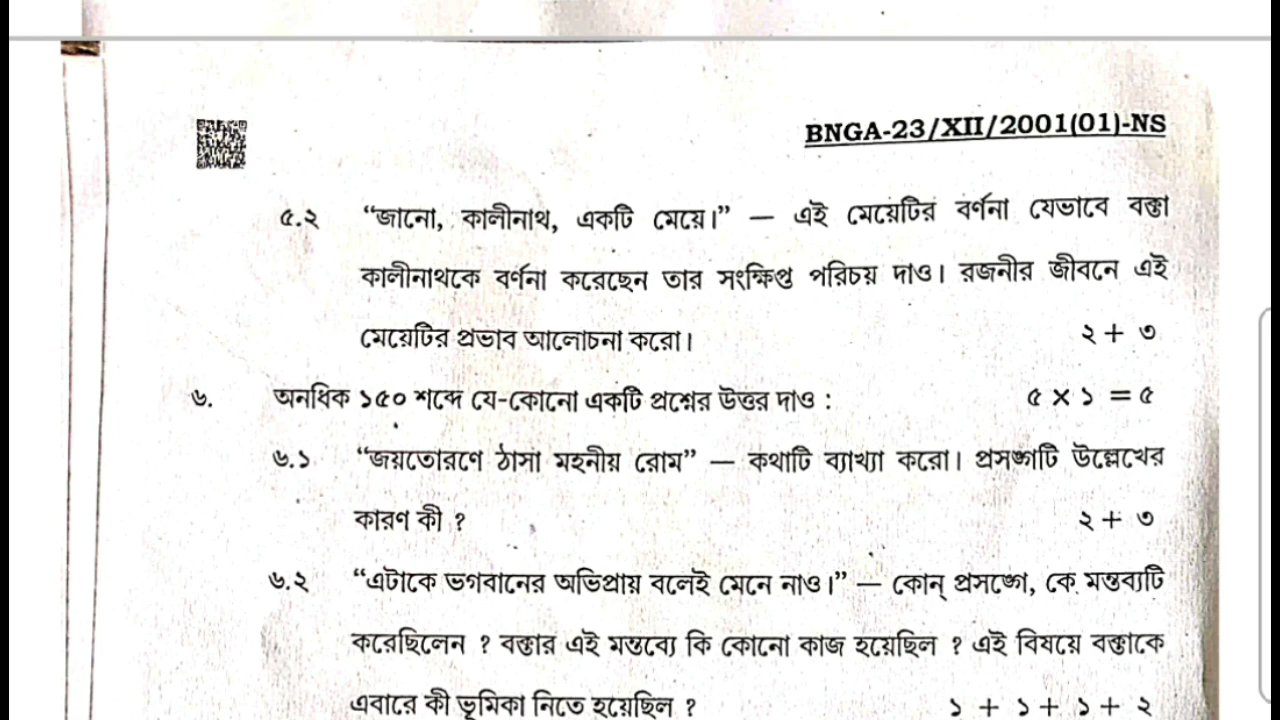 BNGA-23/XII/2001(01)-NS
৫.২ “জানো, কালীনাথ, একটি মেয়ে।” — এই মেয়েটির বর্ণনা যেভাবে বক্তা
কালীনাথকে বর্ণনা করেছেন তার সংক্ষিপ্ত পরিচয় দাও। রজনীর জীবনে এই
মেয়েটির প্রভাব আলোচনা করো। ২ + ৩
৬. অনধিক ১৫০ শব্দে যে-কোনো একটি প্রশ্নের উত্তর দাও : ৫ × ১ = ৫
৬.১ “জয়তোরণে ঠাসা মহনীয় রোম” — কথাটি ব্যাখ্যা করো। প্রসঙ্গটি উল্লেখের
কারণ কী ? ২ + ৩
৬.২ “এটাকে ভগবানের অভিপ্রায় বলেই মেনে নাও।” — কোন্ প্রসঙ্গে, কে মন্তব্যটি
করেছিলেন ? বক্তার এই মন্তব্যে কি কোনো কাজ হয়েছিল ? এই বিষয়ে বক্তাকে
এবারে কী ভূমিকা নিতে হয়েছিল ? ১ + ১ + ১ + ২